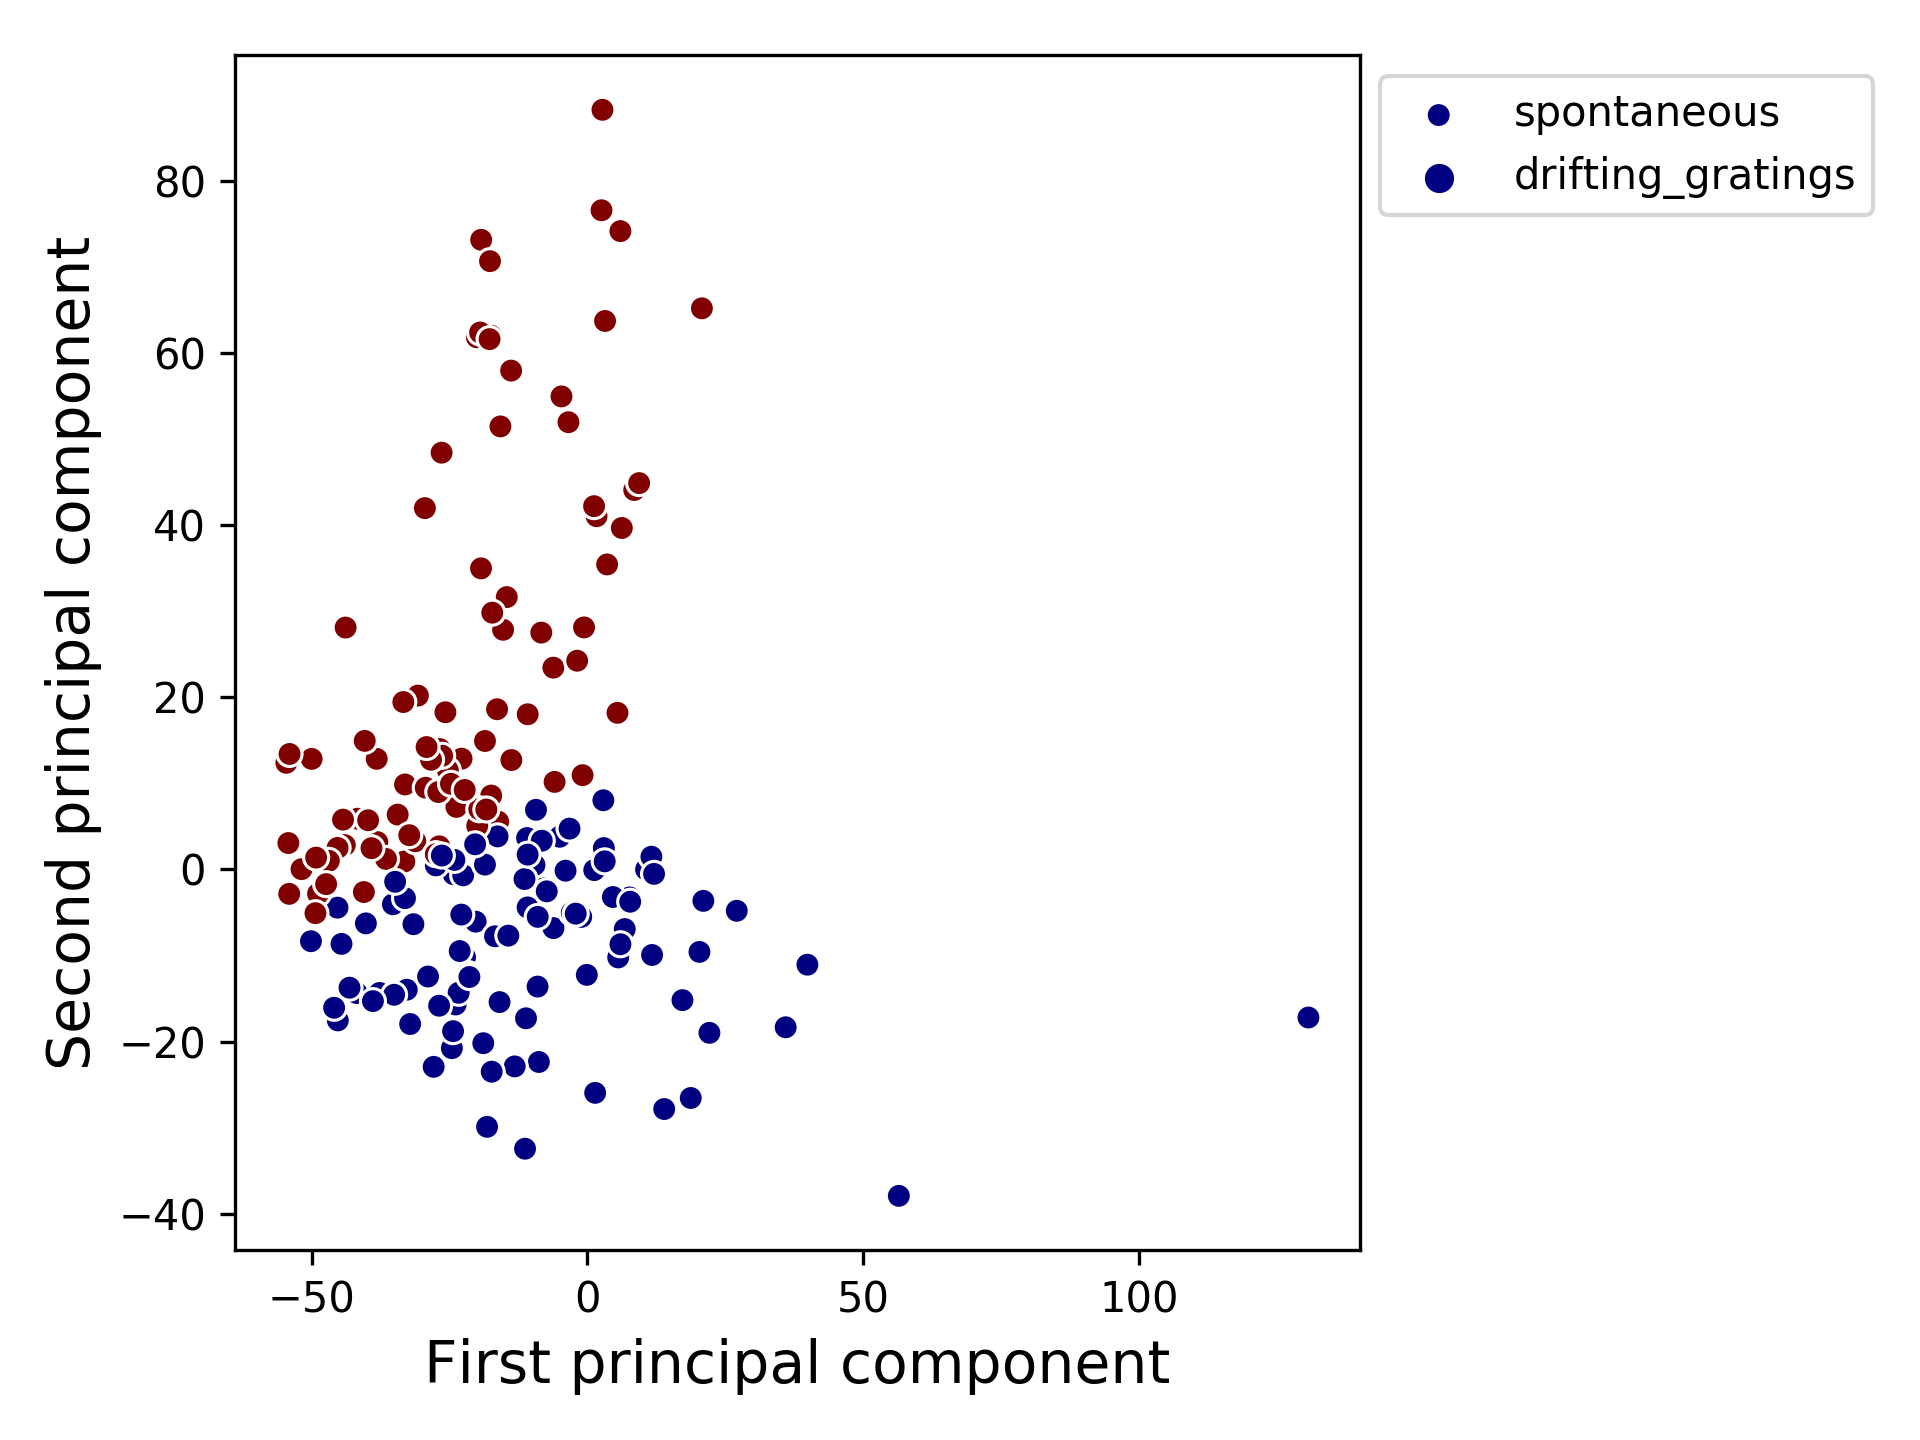 spontaneous
drifting_gratings
80
60
40
20
0
−20
−40
Second principal component
−50 0 50 100
First principal component